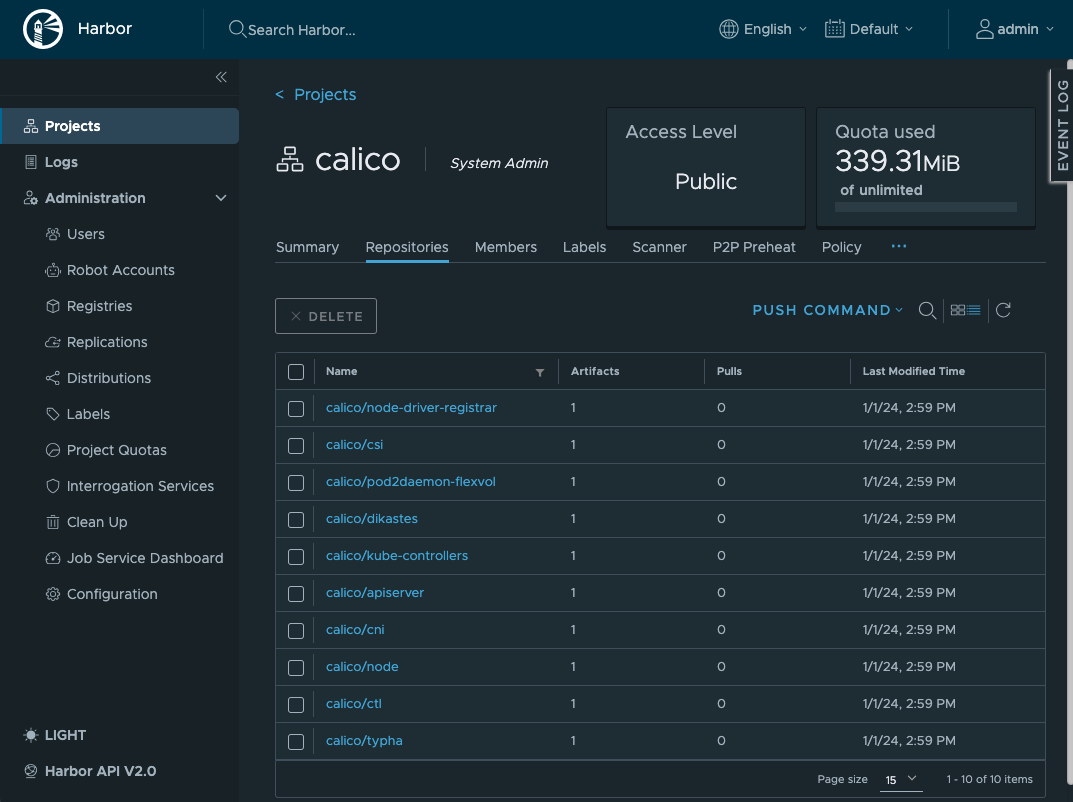 Harbor
Search Harbor...
English
Default
admin
Projects
Logs
Administration
Users
Robot Accounts
Registries
Replications
Distributions
Labels
Project Quotas
Interrogation Services
Clean Up
Job Service Dashboard
Configuration
LIGHT
Harbor API V2.0
< Projects
calico
System Admin
Access Level
Public
Quota used
339.31MiB
of unlimited
EVENT LOG
Summary Repositories Members Labels Scanner P2P Preheat Policy ...
DELETE
PUSH COMMAND
Name Artifacts Pulls Last Modified Time
calico/node-driver-registrar 1 0 1/1/24, 2:59 PM
calico/csi 1 0 1/1/24, 2:59 PM
calico/pod2daemon-flexvol 1 0 1/1/24, 2:59 PM
calico/dikastes 1 0 1/1/24, 2:59 PM
calico/kube-controllers 1 0 1/1/24, 2:59 PM
calico/apiserver 1 0 1/1/24, 2:59 PM
calico/cni 1 0 1/1/24, 2:59 PM
calico/node 1 0 1/1/24, 2:59 PM
calico/ctl 1 0 1/1/24, 2:59 PM
calico/typha 1 0 1/1/24, 2:59 PM
Page size 15 1 - 10 of 10 items